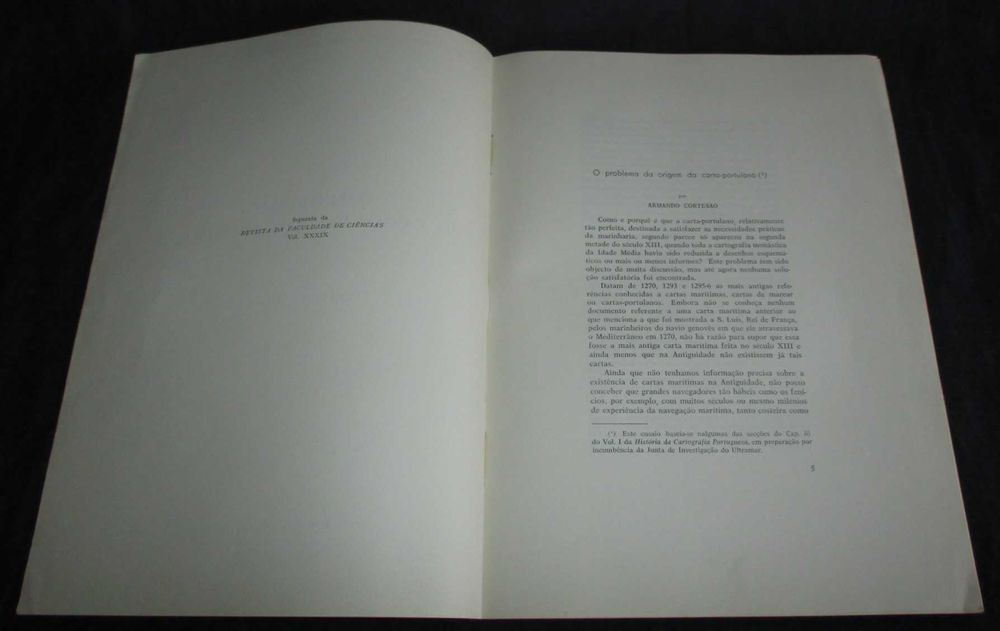 Separata da
REVISTA DA FACULDADE DE CIÊNCIAS
Vol. XXXIX
O problema da origem da carta-portulano (*)
por
ARMANDO CORTESÃO
Como e porquê é que a carta-portulano, relativamente
tão perfeita, destinada a satisfazer as necessidades práticas
da marinharia, segundo parece só apareceu na segunda
metade do século XIII, quando toda a cartografia monástica
da Idade Média havia sido reduzida a desenhos esquemá-
ticos ou mais ou menos informes? Este problema tem sido
objecto da muita discussão, mas até agora nenhuma solu-
ção satisfatória foi encontrada.
Datam de 1270, 1293 e 1295-6 as mais antigas refe-
rências conhecidas a cartas marítimas, cartas de marear
ou cartas-portulanos. Embora não se conheça nenhum
documento referente a uma carta marítima anterior ao
que menciona a que foi mostrada a S. Luís, Rei de França,
pelos marinheiros do navio genovês em que ele atravessava
o Mediterrâneo em 1270, não há razão para supor que esta
fosse a mais antiga carta marítima feita no século XIII e
ainda menos que na Antiguidade não existissem já tais
cartas.
Ainda que não tenhamos informação precisa sobre a
existência de cartas marítimas na Antiguidade, não posso
conceber que grandes navegadores tão hábeis como os fení-
cios, por exemplo, com muitos séculos ou mesmo milénios
de experiência da navegação marítima, tanto costeira como
(*) Este ensaio baseia-se nalgumas das secções do Cap. II
do Vol. I da História da Cartografia Portuguesa, em preparação por
incumbência da Junta de Investigação do Ultramar.
5